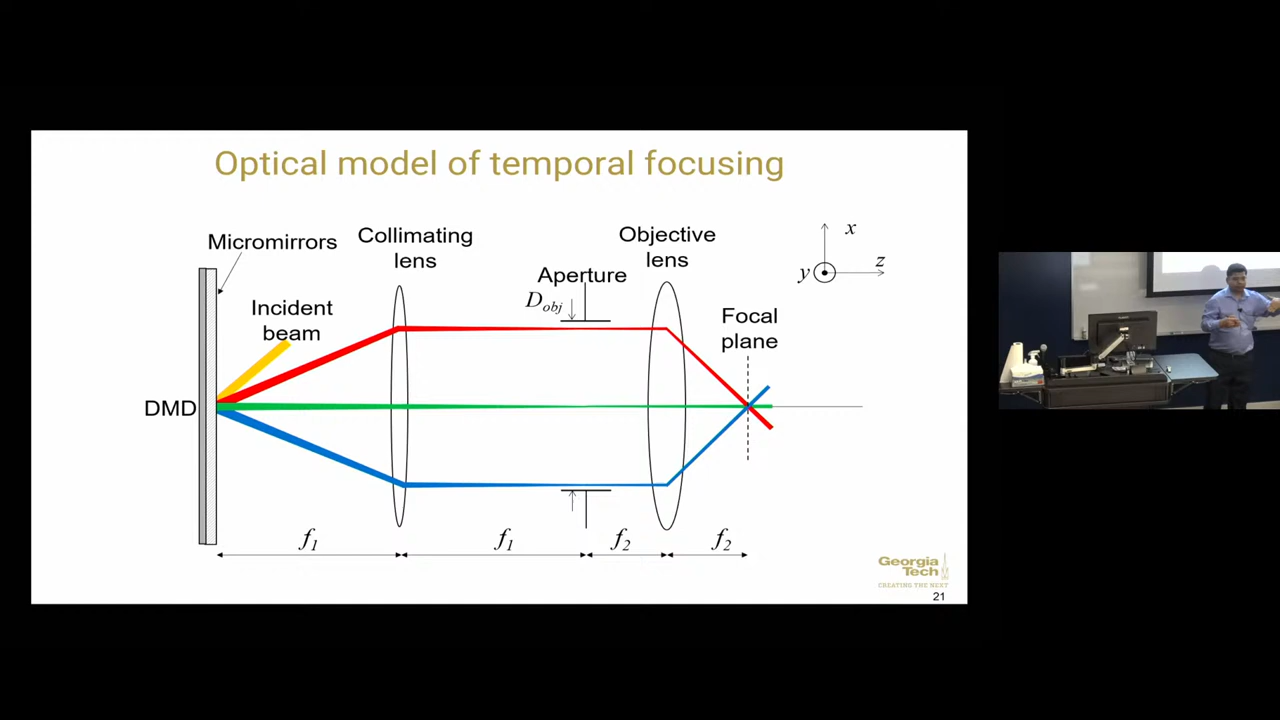 Optical model of temporal focusing
Micromirrors
Collimating
lens
Objective
lens
Aperture
Dobj
Incident
beam
Focal
plane
x
y
z
DMD
f1
f1
f2
f2
Georgia
Tech
CREATING THE NEXT
21